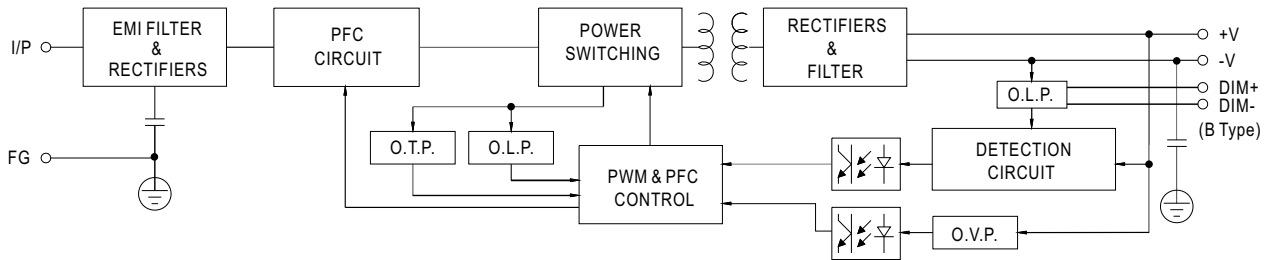 I/P
EMI FILTER
&
RECTIFIERS
PFC
CIRCUIT
POWER
SWITCHING
RECTIFIERS
&
FILTER
+V
-V
DIM+
DIM-
(B Type)
O.L.P.
FG
O.T.P.
O.L.P.
PWM & PFC
CONTROL
DETECTION
CIRCUIT
O.V.P.